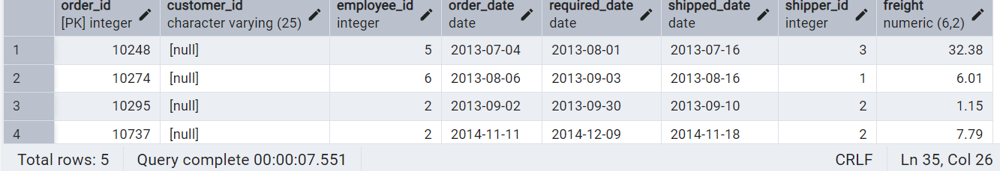 order_id customer_id employee_id order_date required_date shipped_date shipper_id freight
[PK] integer character varying (25) integer date date date integer numeric (6,2)
1 10248 [null] 5 2013-07-04 2013-08-01 2013-07-16 3 32.38
2 10274 [null] 6 2013-08-06 2013-09-03 2013-08-16 1 6.01
3 10295 [null] 2 2013-09-02 2013-09-30 2013-09-10 2 1.15
4 10737 [null] 2 2014-11-11 2014-12-09 2014-11-18 2 7.79
Total rows: 5 Query complete 00:00:07.551 CRLF Ln 35, Col 26